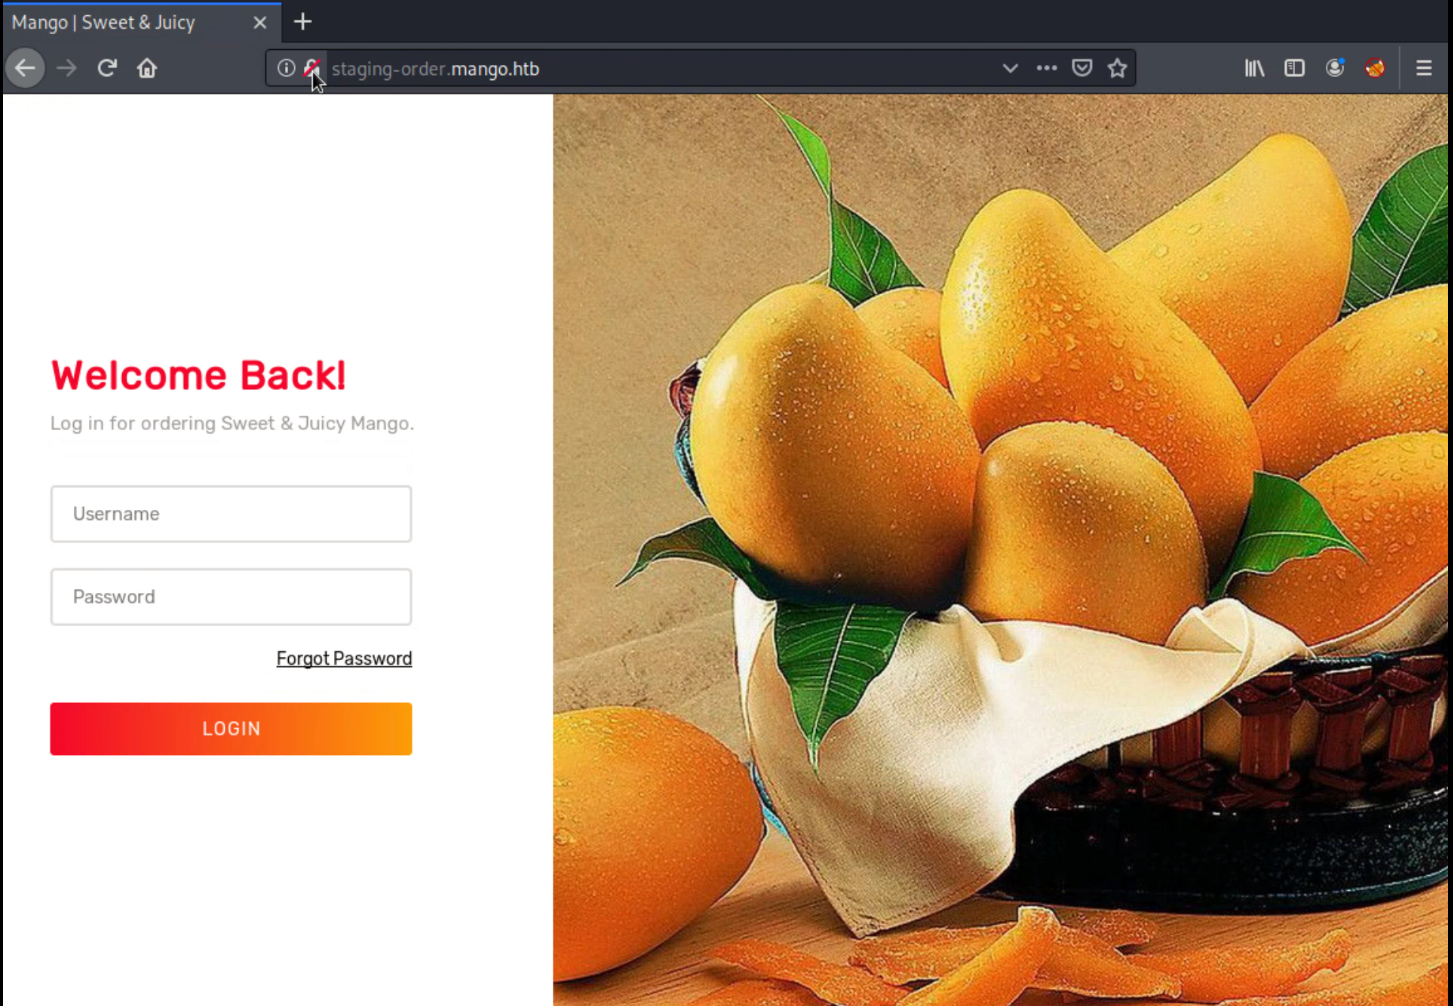 Mango | Sweet & Juicy
staging-order.mango.htb
Welcome Back!
Log in for ordering Sweet & Juicy Mango.
Username
Password
Forgot Password
LOGIN